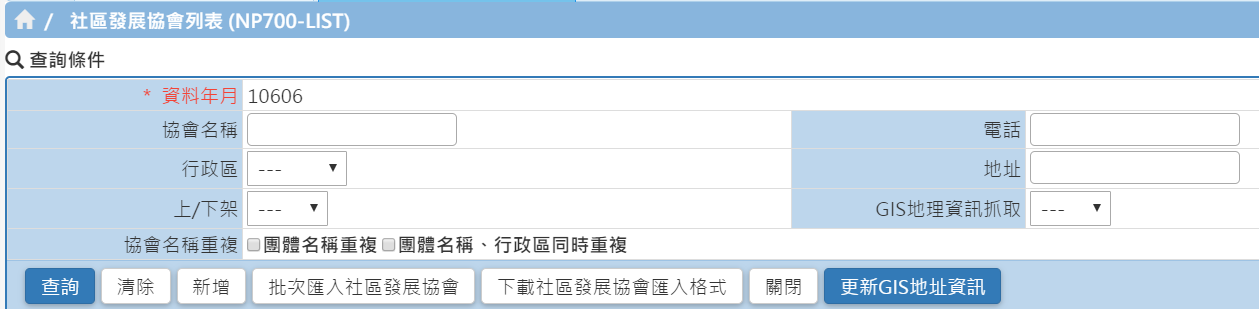 / 社區發展協會列表 (NP700-LIST)
查詢條件
* 資料年月 10606
協會名稱 電話
行政區 --- 地址
上/下架 --- GIS地理資訊抓取 ---
協會名稱重複 團體名稱重複 團體名稱、行政區同時重複
查詢 清除 新增 批次匯入社區發展協會 下載社區發展協會匯入格式 關閉 更新GIS地址資訊